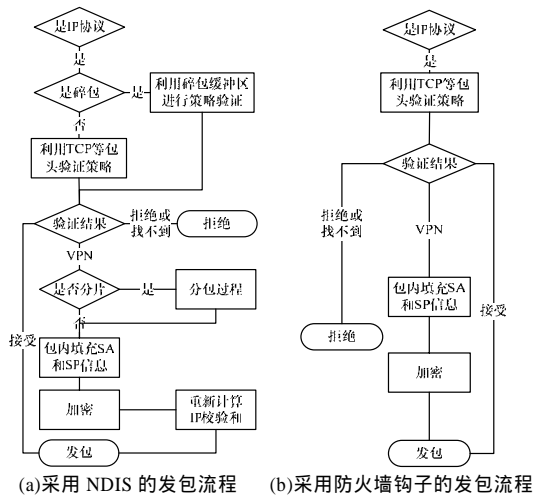 是IP协议
是
是碎包
是
利用碎包缓冲区
进行策略验证
否
利用TCP等包
头验证策略
验证结果
拒绝或
找不到
拒绝
VPN
是否分片
是
分包过程
否
接受
包内填充SA
和SP信息
加密
重新计算
IP校验和
发包
(a)采用 NDIS 的发包流程
是IP协议
是
利用TCP等包
头验证策略
验证结果
拒绝或
找不到
VPN
接受
包内填充SA
和SP信息
拒绝
加密
发包
(b)采用防火墙钩子的发包流程